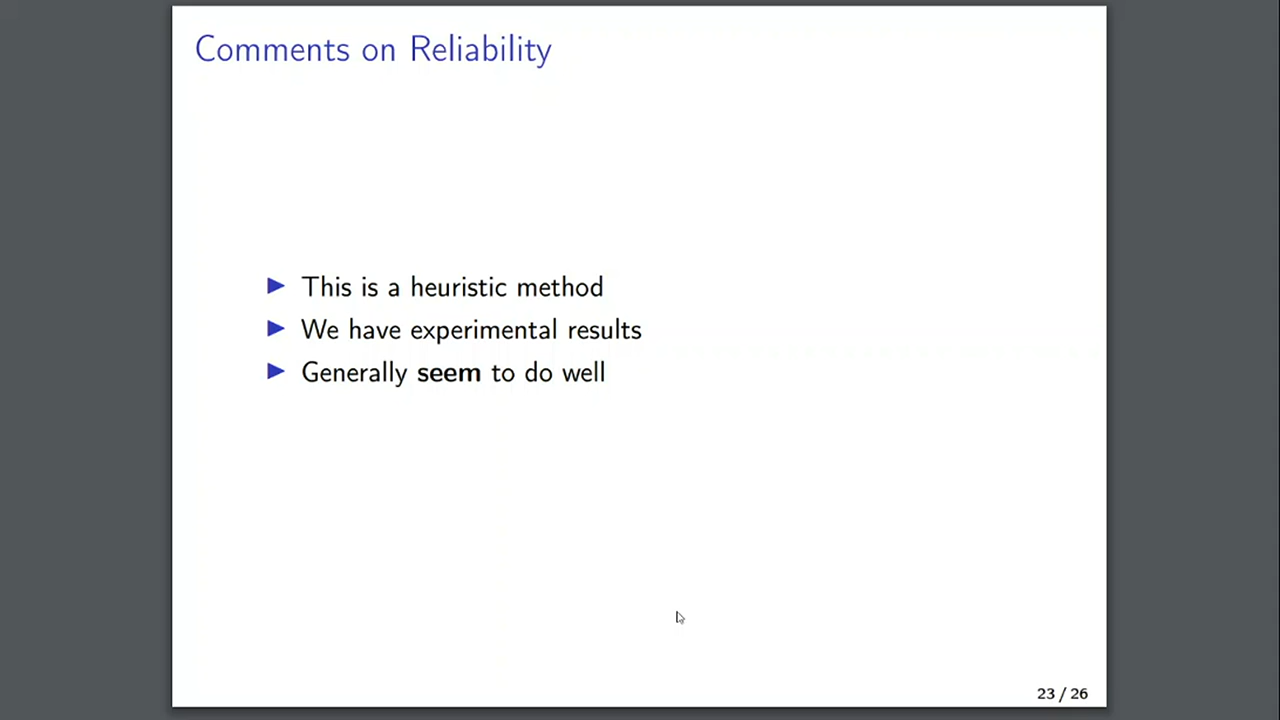 Comments on Reliability
▶ This is a heuristic method
▶ We have experimental results
▶ Generally seem to do well
23 / 26